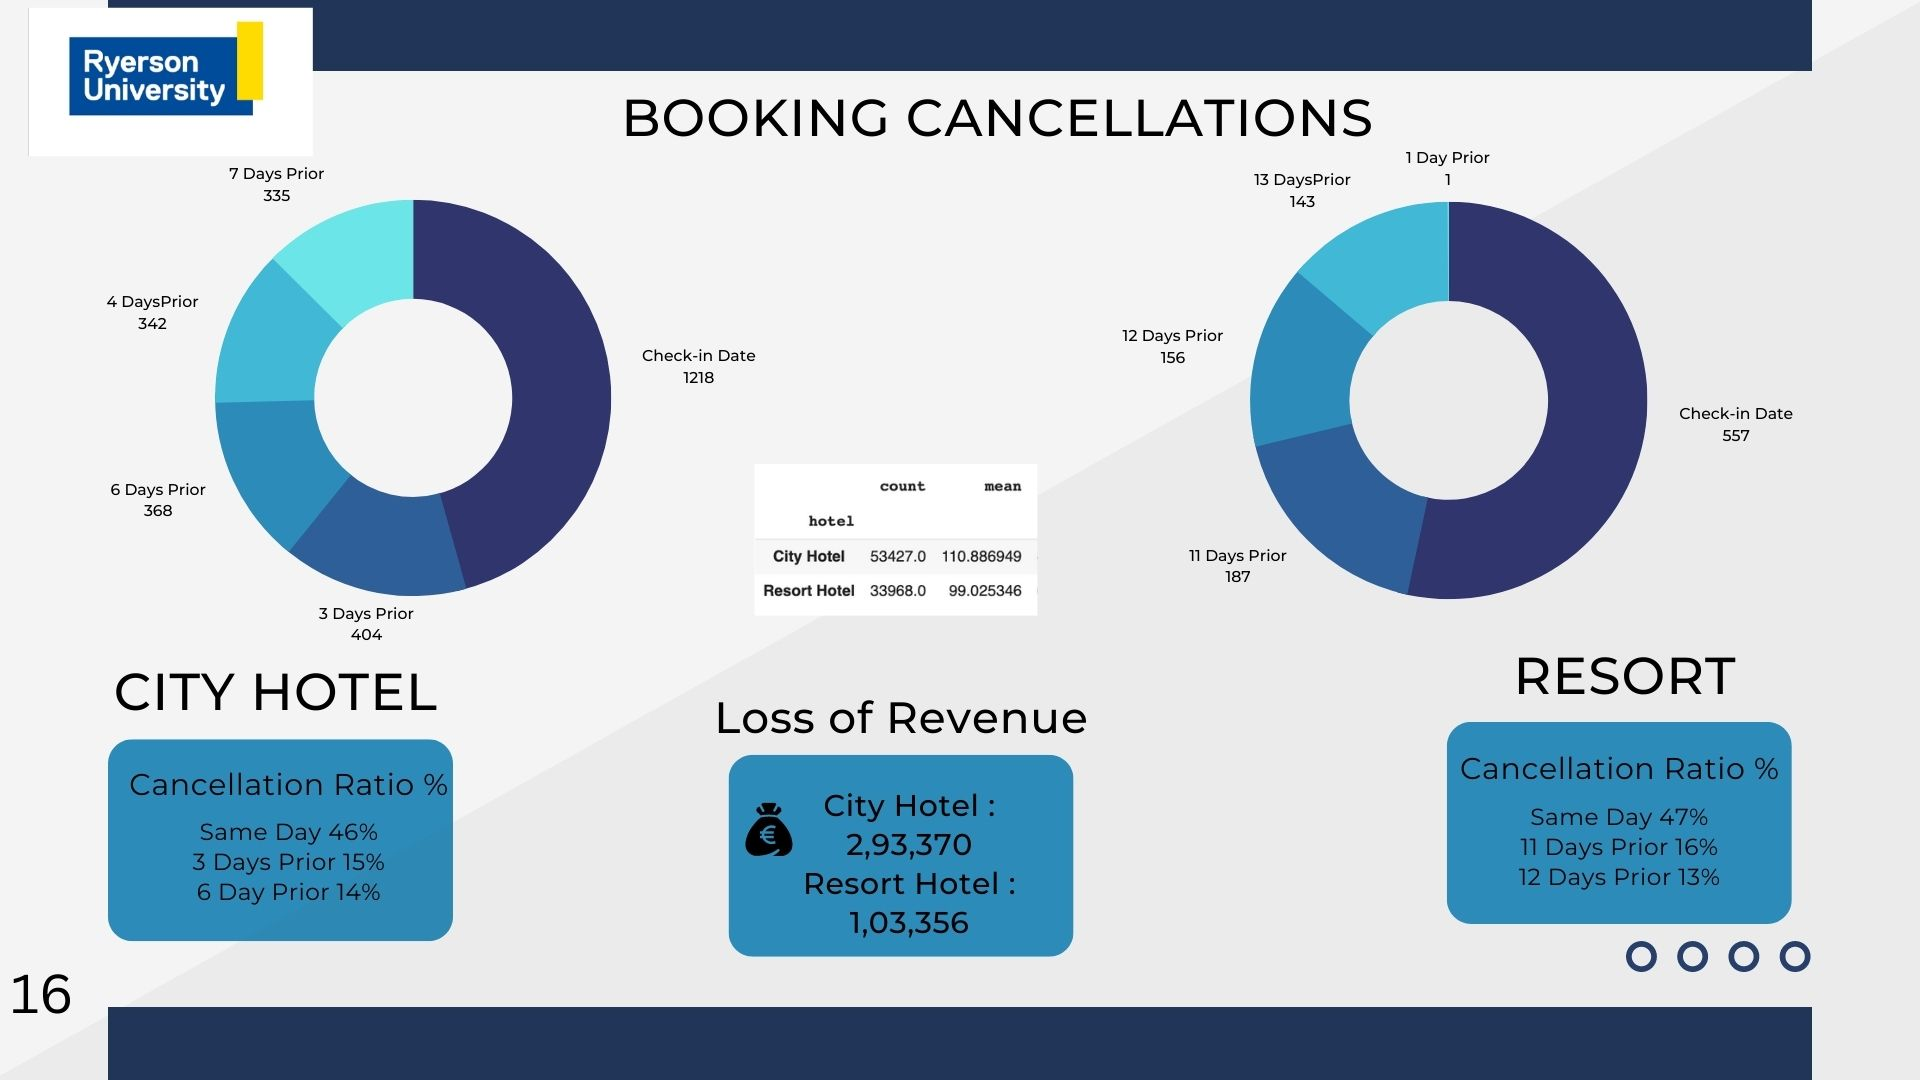 Ryerson
University
BOOKING CANCELLATIONS
7 Days Prior
335
4 DaysPrior
342
6 Days Prior
368
3 Days Prior
404
Check-in Date
1218
1 Day Prior
1
13 DaysPrior
143
12 Days Prior
156
11 Days Prior
187
Check-in Date
557
count mean
hotel
City Hotel 53427.0 110.886949
Resort Hotel 33968.0 99.025346
CITY HOTEL
Cancellation Ratio %
Same Day 46%
3 Days Prior 15%
6 Day Prior 14%
Loss of Revenue
€
City Hotel :
2,93,370
Resort Hotel :
1,03,356
RESORT
Cancellation Ratio %
Same Day 47%
11 Days Prior 16%
12 Days Prior 13%
16